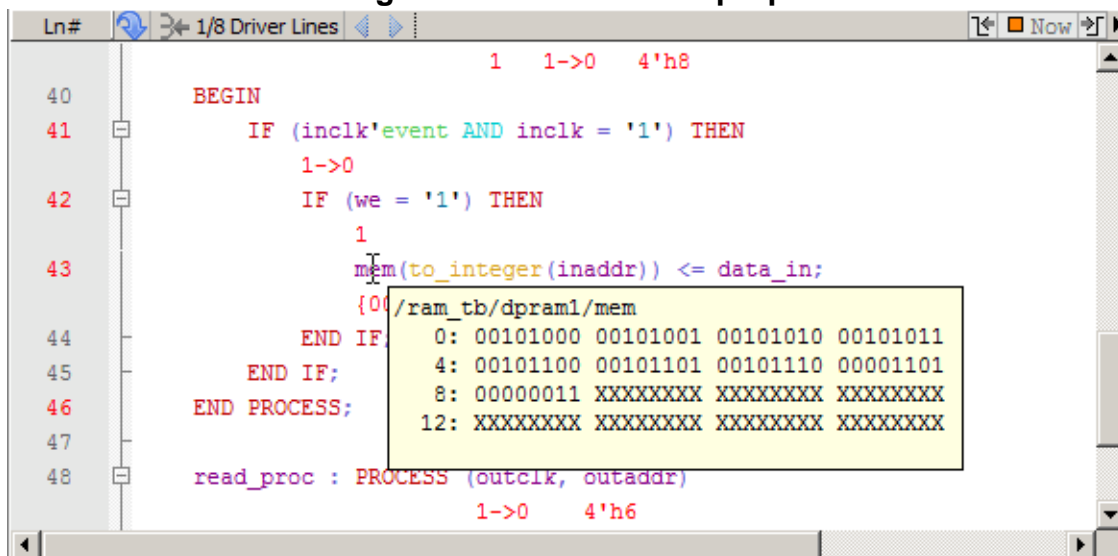 Ln# 1/8 Driver Lines Now
1 1->0 4'h8
40 BEGIN
41 IF (inclk'event AND inclk = '1') THEN
1->0
42 IF (we = '1') THEN
1
43 mem(to_integer(inaddr)) <= data_in;
{00
/ram_tb/dpram1/mem
44 END IF;
0: 00101000 00101001 00101010 00101011
45 END IF;
4: 00101100 00101101 00101110 00001101
8: 00000011 XXXXXXXX XXXXXXXX XXXXXXXX
46 END PROCESS;
12: XXXXXXXX XXXXXXXX XXXXXXXX XXXXXXXX
47
48 read_proc : PROCESS (outclk, outaddr)
1->0 4'h6